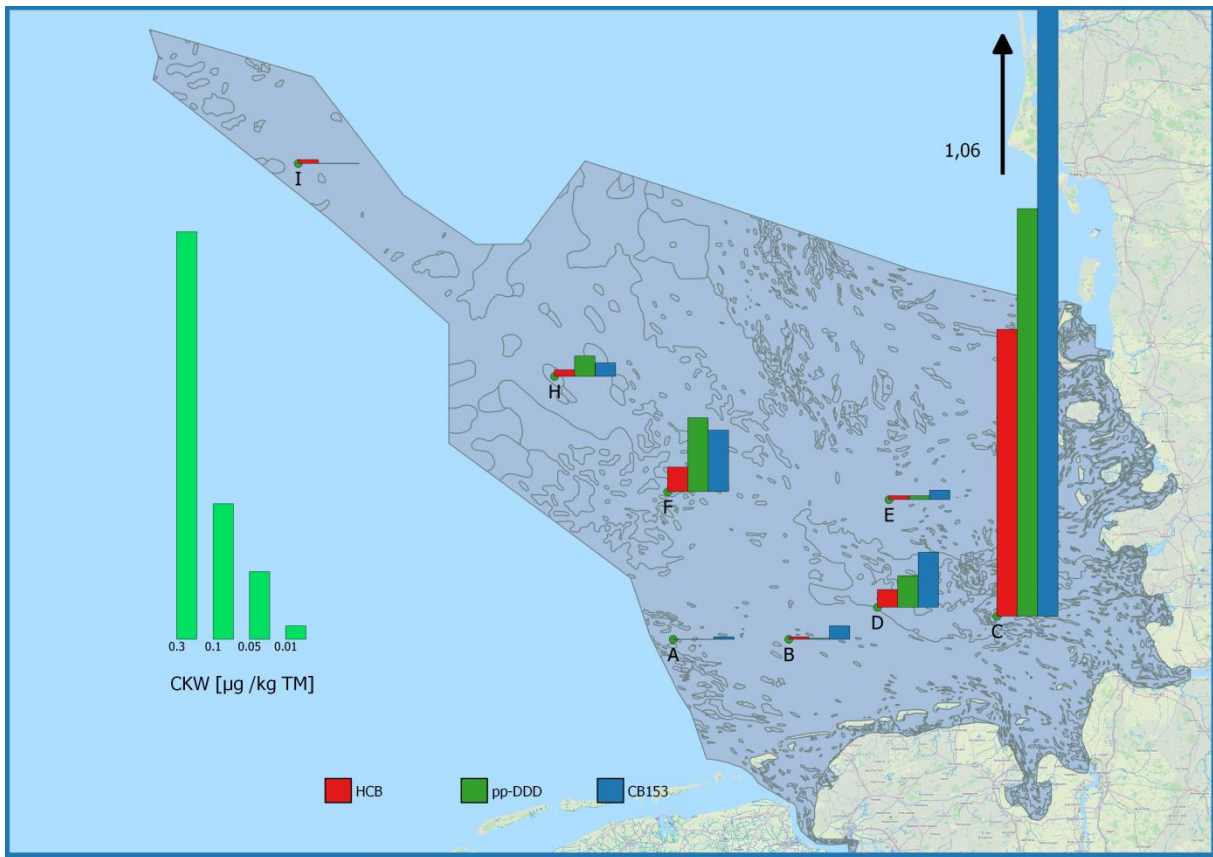 1,06
I
H
F
E
D
C
A
B
0.3 0.1 0.05 0.01
CKW [µg /kg TM]
HCB pp-DDD CB153